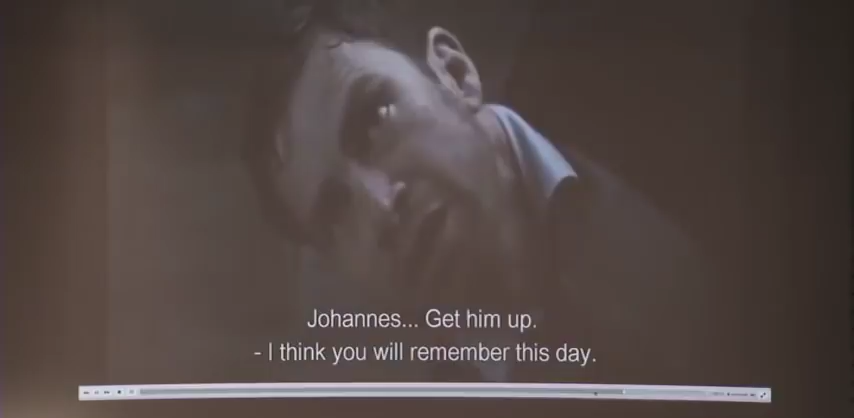 Johannes... Get him up.
- I think you will remember this day.